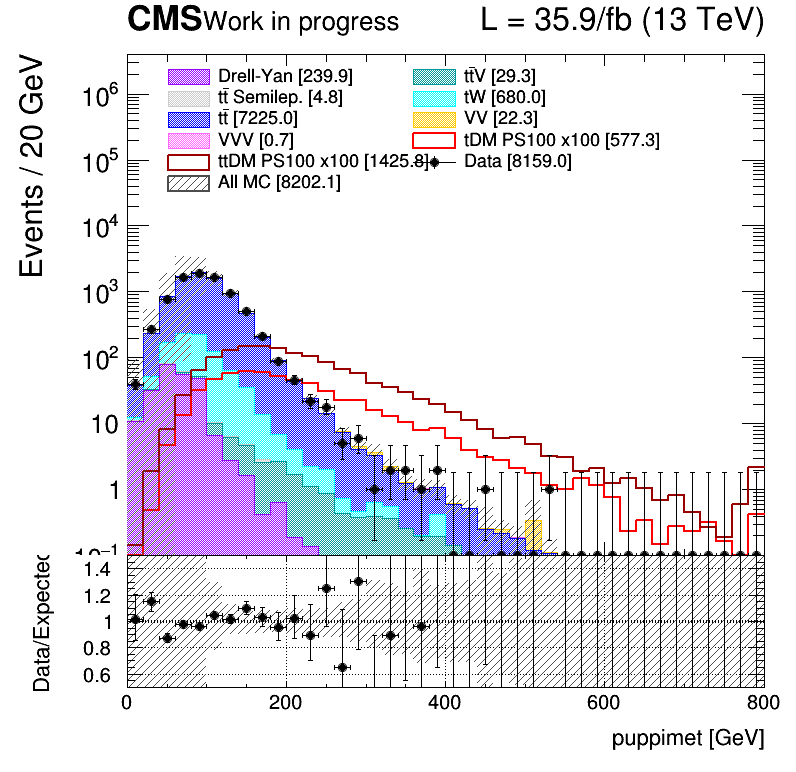 CMS Work in progress L = 35.9/fb (13 TeV)
Events / 20 GeV
Drell-Yan [239.9] tt̄V [29.3]
tt̄ Semilep. [4.8] tW [680.0]
tt̄ [7225.0] VV [22.3]
VVV [0.7] tDM PS100 x100 [577.3]
ttDM PS100 x100 [1425.8] Data [8159.0]
All MC [8202.1]
10⁶
10⁵
10⁴
10³
10²
10
1
10⁻¹
Data/Expected
1.4
1.2
1
0.8
0.6
0 200 400 600 800
puppimet [GeV]